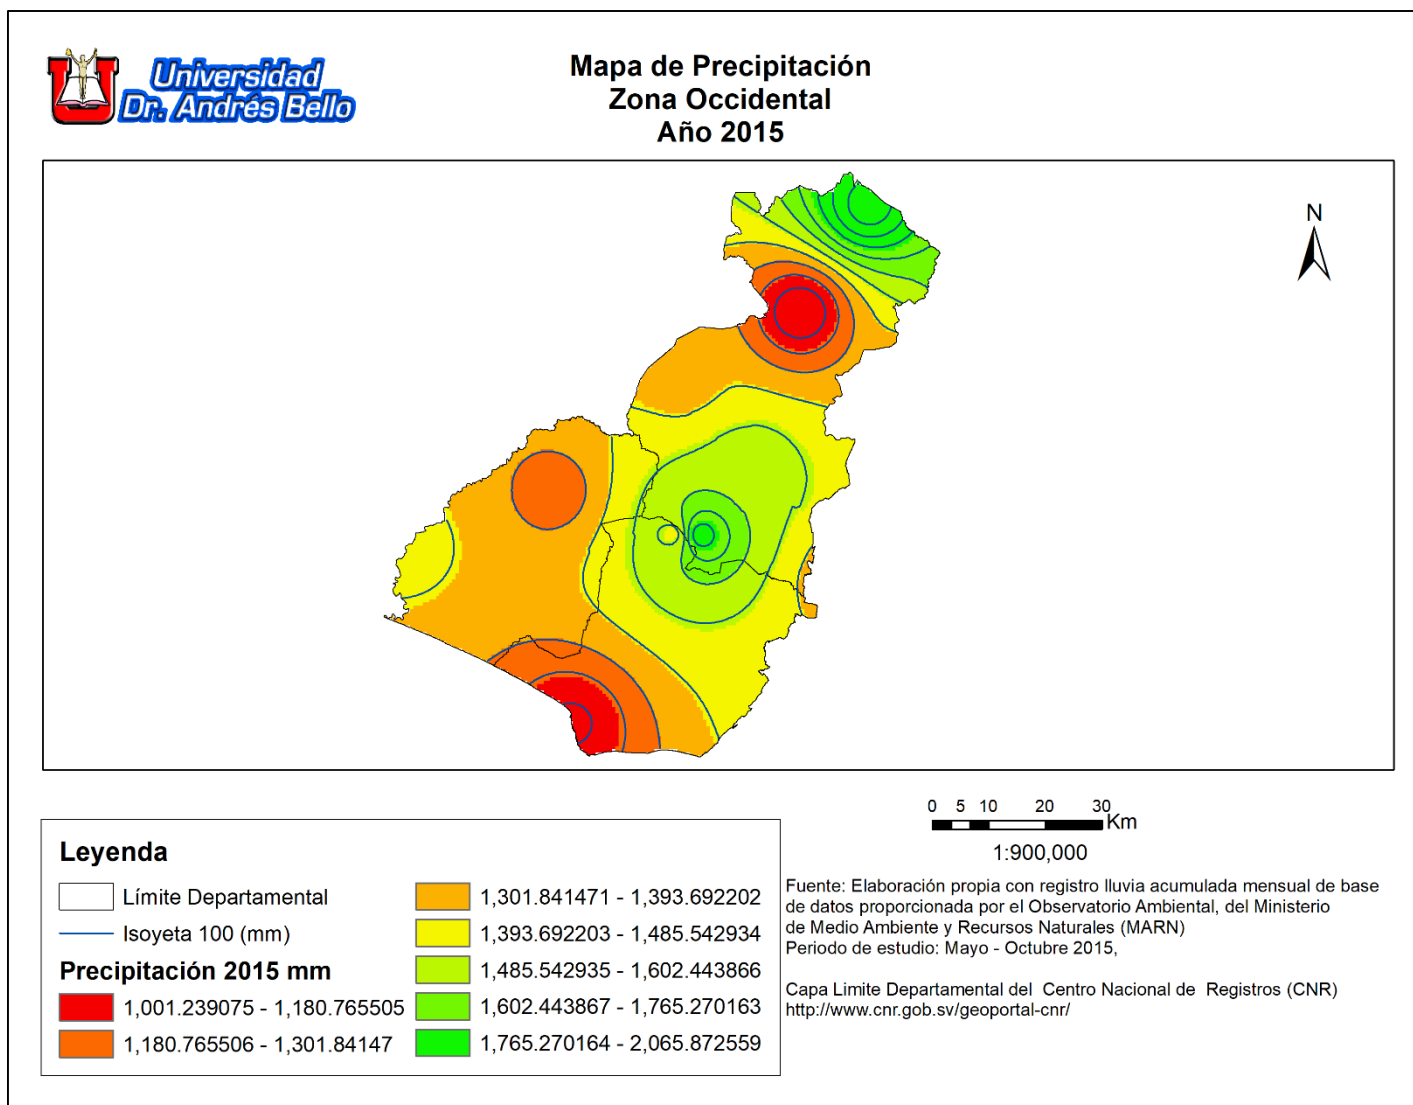 Universidad
Dr. Andrés Bello
Mapa de Precipitación
Zona Occidental
Año 2015
N
0 5 10 20 30
Km
1:900,000
Leyenda
Límite Departamental
Isoyeta 100 (mm)
Precipitación 2015 mm
1,001.239075 - 1,180.765505
1,180.765506 - 1,301.84147
1,301.841471 - 1,393.692202
1,393.692203 - 1,485.542934
1,485.542935 - 1,602.443866
1,602.443867 - 1,765.270163
1,765.270164 - 2,065.872559
Fuente: Elaboración propia con registro lluvia acumulada mensual de base
de datos proporcionada por el Observatorio Ambiental, del Ministerio
de Medio Ambiente y Recursos Naturales (MARN)
Periodo de estudio: Mayo - Octubre 2015,
Capa Limite Departamental del Centro Nacional de Registros (CNR)
http://www.cnr.gob.sv/geoportal-cnr/